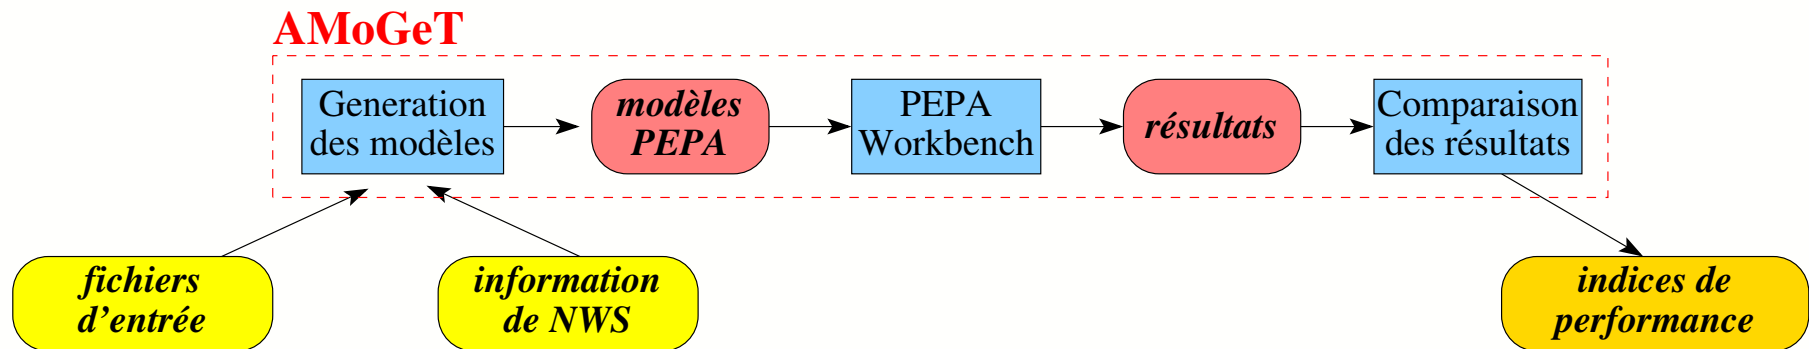 AMoGeT
Generation
des modèles
modèles
PEPA
PEPA
Workbench
résultats
Comparaison
des résultats
fichiers
d'entrée
information
de NWS
indices de
performance